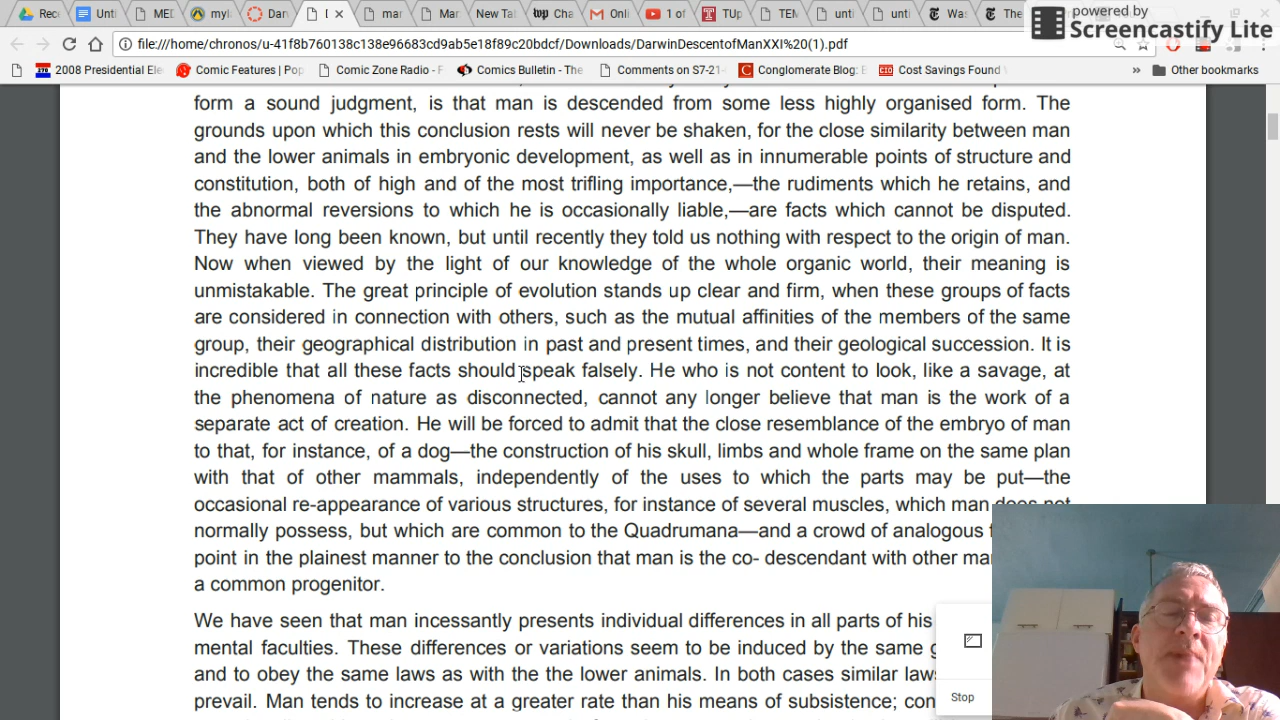 Rece
Unti
MED
myl
Dar
D
mar
Mar
New Tal
Cha
Onli
1 of
TUp
TEM
unti
unti
Was
The
powered by
Screencastify Lite
file:///home/chronos/u-41f8b760138c138e96683cd9ab5e18f89c20bdcf/Downloads/DarwinDescentofManXXI%20(1).pdf
2008 Presidential Ele
Comic Features | Pop
Comic Zone Radio - F
Comics Bulletin - The
Comments on S7-21-
Conglomerate Blog: E
Cost Savings Found
»
Other bookmarks
form a sound judgment, is that man is descended from some less highly organised form. The
grounds upon which this conclusion rests will never be shaken, for the close similarity between man
and the lower animals in embryonic development, as well as in innumerable points of structure and
constitution, both of high and of the most trifling importance,—the rudiments which he retains, and
the abnormal reversions to which he is occasionally liable,—are facts which cannot be disputed.
They have long been known, but until recently they told us nothing with respect to the origin of man.
Now when viewed by the light of our knowledge of the whole organic world, their meaning is
unmistakable. The great principle of evolution stands up clear and firm, when these groups of facts
are considered in connection with others, such as the mutual affinities of the members of the same
group, their geographical distribution in past and present times, and their geological succession. It is
incredible that all these facts should speak falsely. He who is not content to look, like a savage, at
the phenomena of nature as disconnected, cannot any longer believe that man is the work of a
separate act of creation. He will be forced to admit that the close resemblance of the embryo of man
to that, for instance, of a dog—the construction of his skull, limbs and whole frame on the same plan
with that of other mammals, independently of the uses to which the parts may be put—the
occasional re-appearance of various structures, for instance of several muscles, which man does not
normally possess, but which are common to the Quadrumana—and a crowd of analogous
point in the plainest manner to the conclusion that man is the co- descendant with other
a common progenitor.
We have seen that man incessantly presents individual differences in all parts of his
mental faculties. These differences or variations seem to be induced by the same
and to obey the same laws as with the the lower animals. In both cases similar laws
prevail. Man tends to increase at a greater rate than his means of subsistence;
Stop